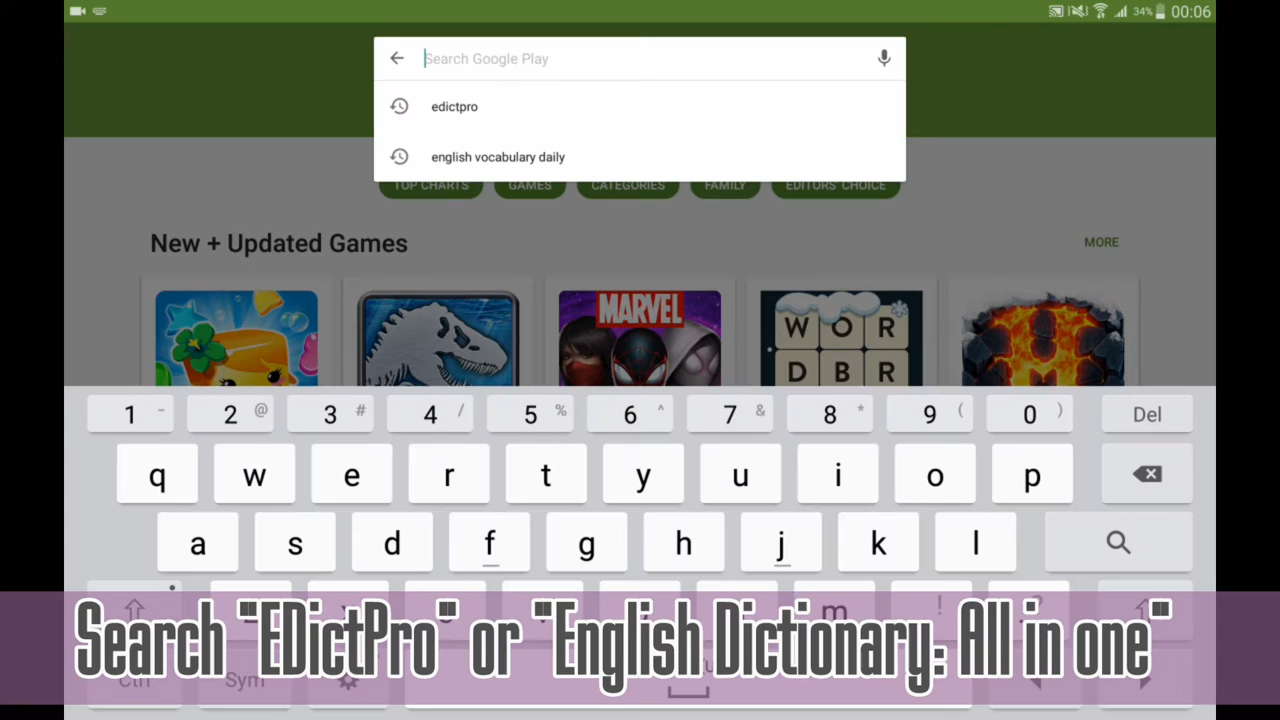 34% 00:06
Search Google Play
edictpro
english vocabulary daily
TOP CHARTS GAMES CATEGORIES FAMILY EDITORS' CHOICE
New + Updated Games MORE
MARVEL
W O R
D B R
1 - 2 @ 3 # 4 / 5 % 6 ^ 7 & 8 * 9 ( 0 ) Del
q w e r t y u i o p
a s d f g h j k l
m ! ?
Search "EDictPro" or "English Dictionary: All in one"
Ctrl Sym